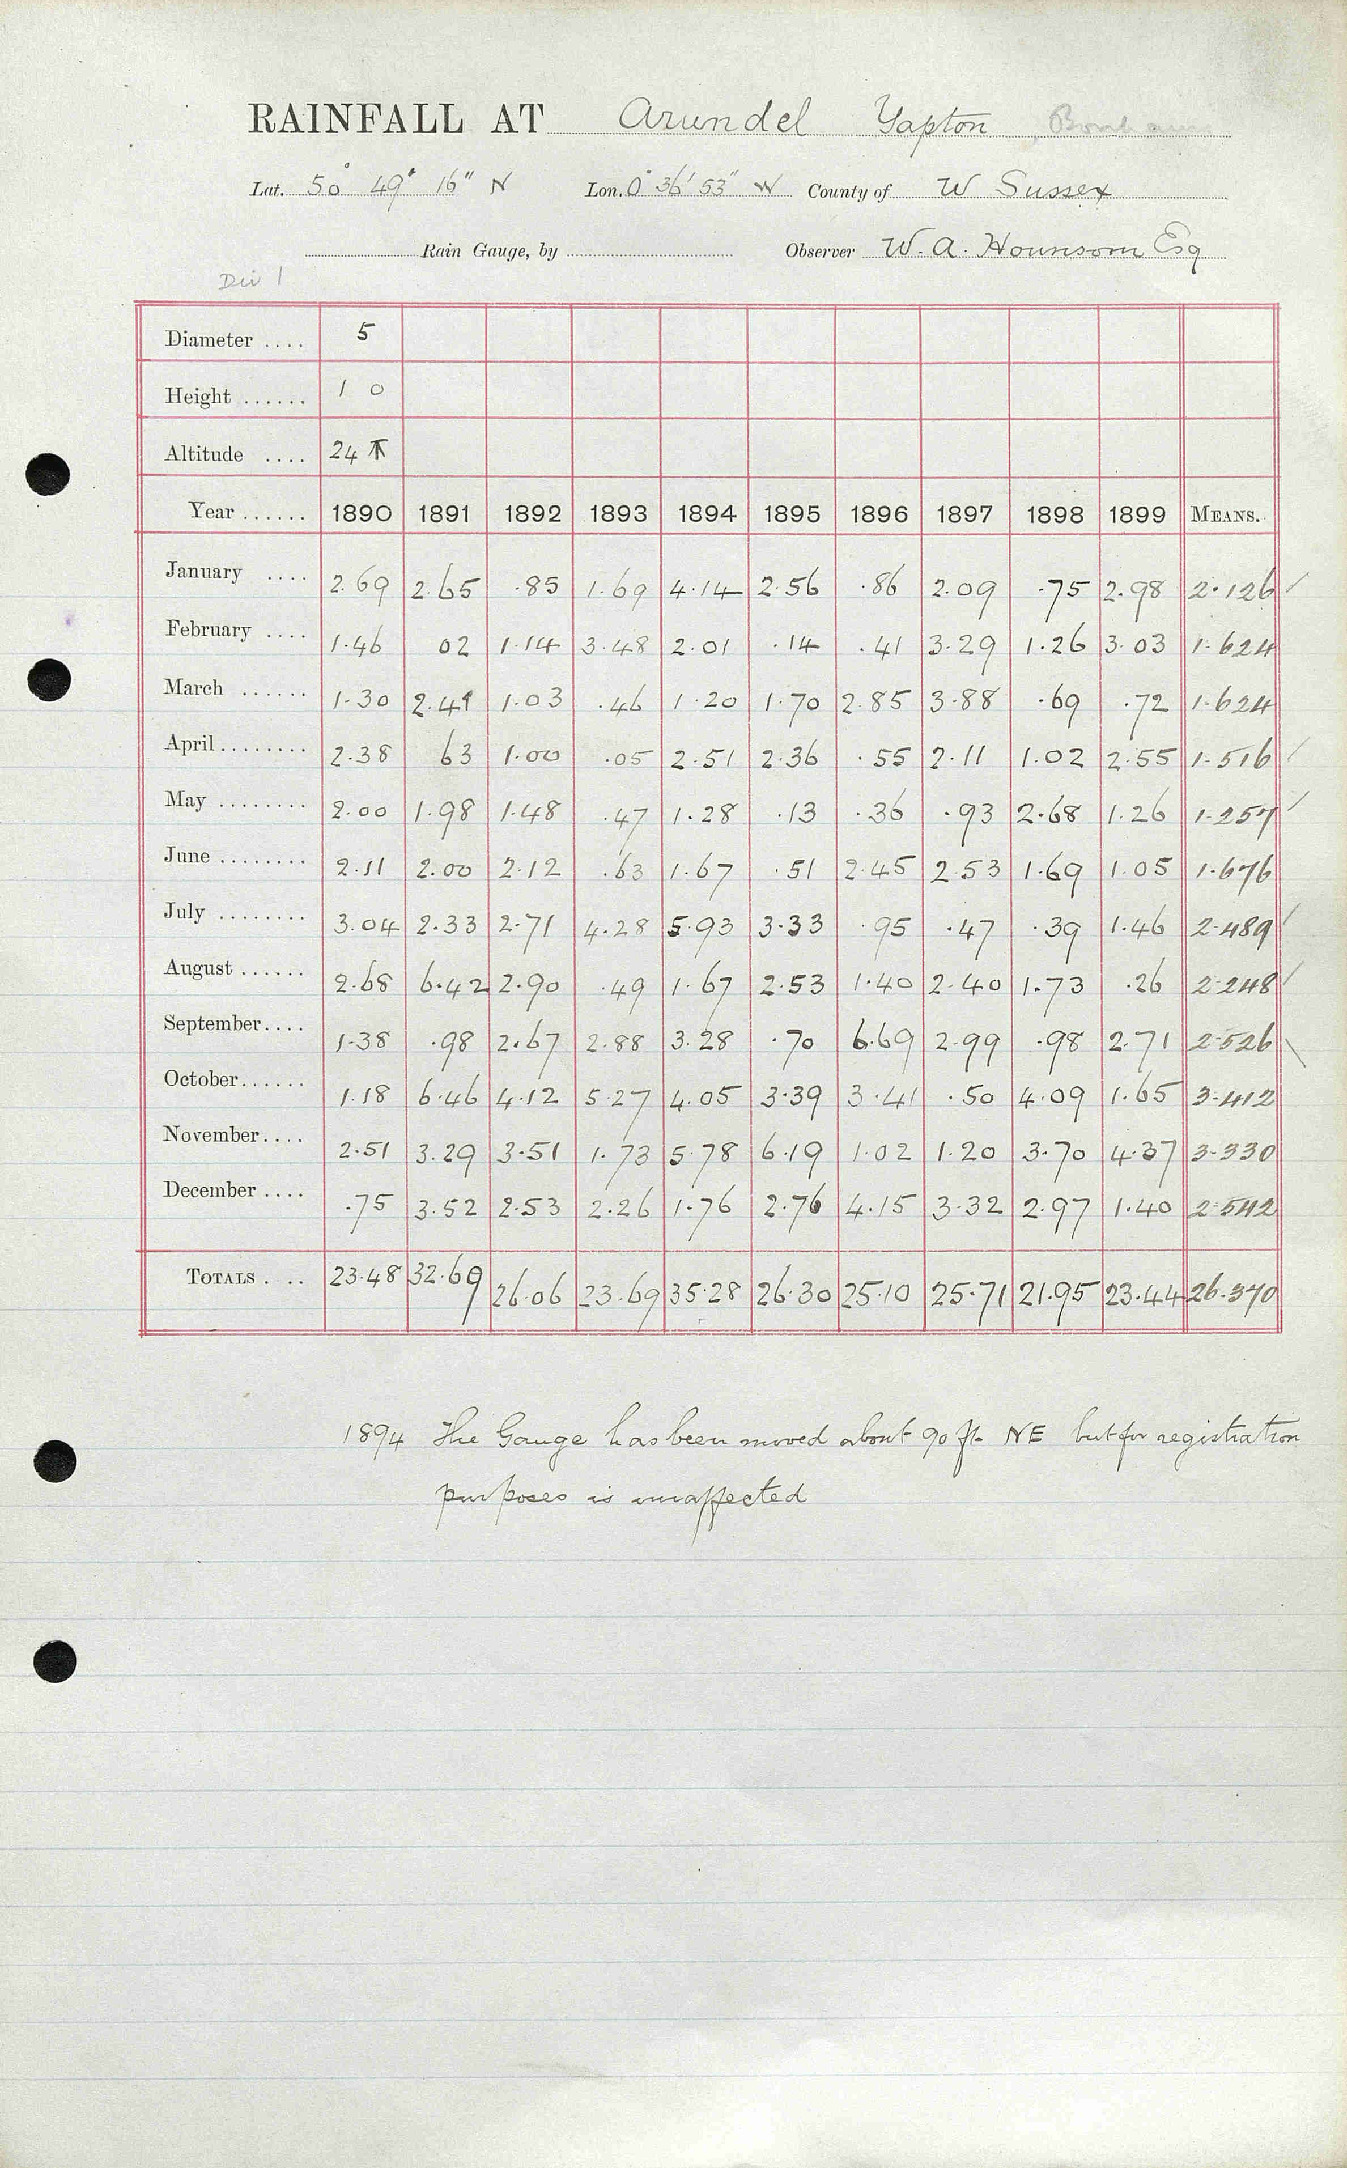 RAINFALL AT Arundel Yapton
Lat. 50° 49' 16" N Lon. 0° 36' 53" W County of W Sussex
Rain Gauge, by Observer W. A. Hounsom Esq
Div 1
Diameter .... 5
Height ...... 1 0
Altitude .... 24 T
Year ...... 1890 1891 1892 1893 1894 1895 1896 1897 1898 1899 MEANS.
January .... 2.69 2.65 .85 1.69 4.14 2.56 .86 2.09 .75 2.98 2.126
February .... 1.46 02 1.14 3.48 2.01 .14 .41 3.29 1.26 3.03 1.624
March ...... 1.30 2.41 1.03 .46 1.20 1.70 2.85 3.88 .69 .72 1.624
April ........ 2.38 63 1.00 .05 2.51 2.36 .55 2.11 1.02 2.55 1.516
May ........ 2.00 1.98 1.48 .47 1.28 .13 .36 .93 2.68 1.26 1.257
June ........ 2.11 2.00 2.12 .63 1.67 .51 2.45 2.53 1.69 1.05 1.676
July ........ 3.04 2.33 2.71 4.28 5.93 3.33 .95 .47 .39 1.46 2.489
August ...... 2.68 6.42 2.90 .49 1.67 2.53 1.40 2.40 1.73 .26 2.248
September.... 1.38 .98 2.67 2.88 3.28 .70 6.69 2.99 .98 2.71 2.526
October...... 1.18 6.46 4.12 5.27 4.05 3.39 3.41 .50 4.09 1.65 3.412
November.... 2.51 3.29 3.51 1.73 5.78 6.19 1.02 1.20 3.70 4.37 3.330
December .... .75 3.52 2.53 2.26 1.76 2.76 4.15 3.32 2.97 1.40 2.542
TOTALS . .. 23.48 32.69 26.06 23.69 35.28 26.30 25.10 25.71 21.95 23.44 26.370
1894 The Gauge has been moved about 90 ft. NE but for registration
purposes is unaffected